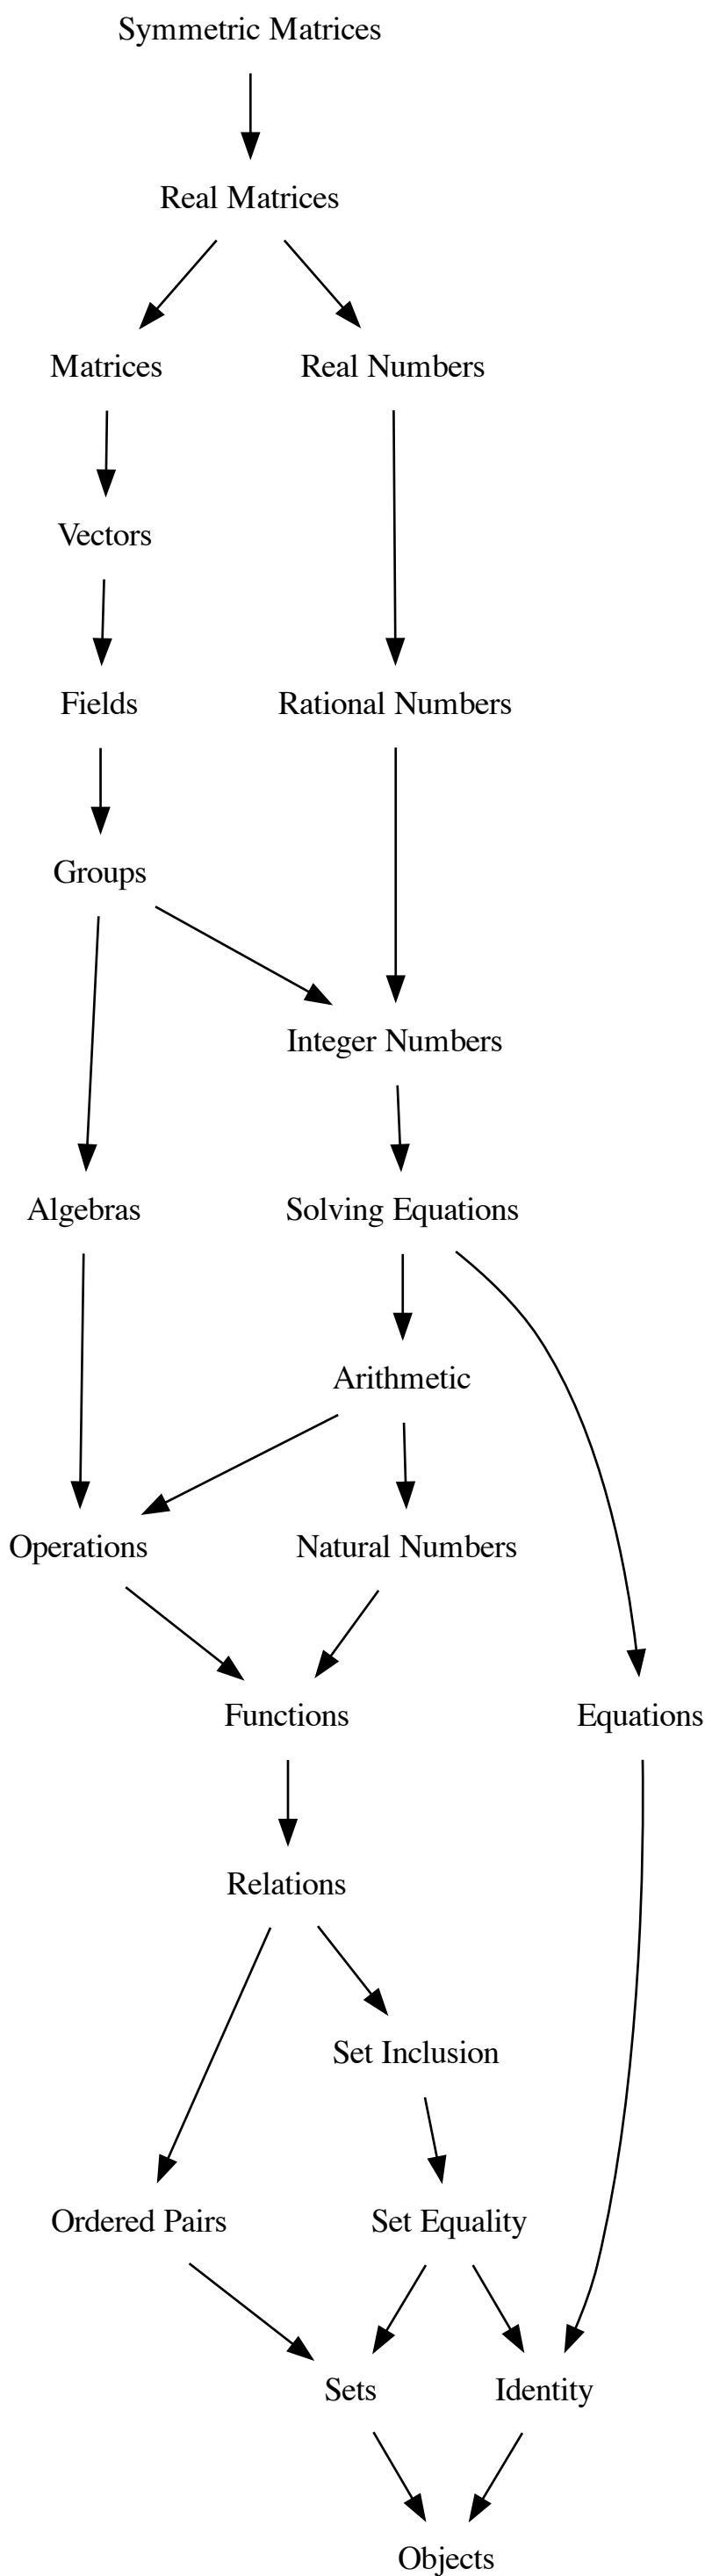 Symmetric Matrices
Real Matrices
Matrices
Real Numbers
Vectors
Fields
Rational Numbers
Groups
Integer Numbers
Algebras
Solving Equations
Arithmetic
Operations
Natural Numbers
Functions
Equations
Relations
Set Inclusion
Ordered Pairs
Set Equality
Sets
Identity
Objects